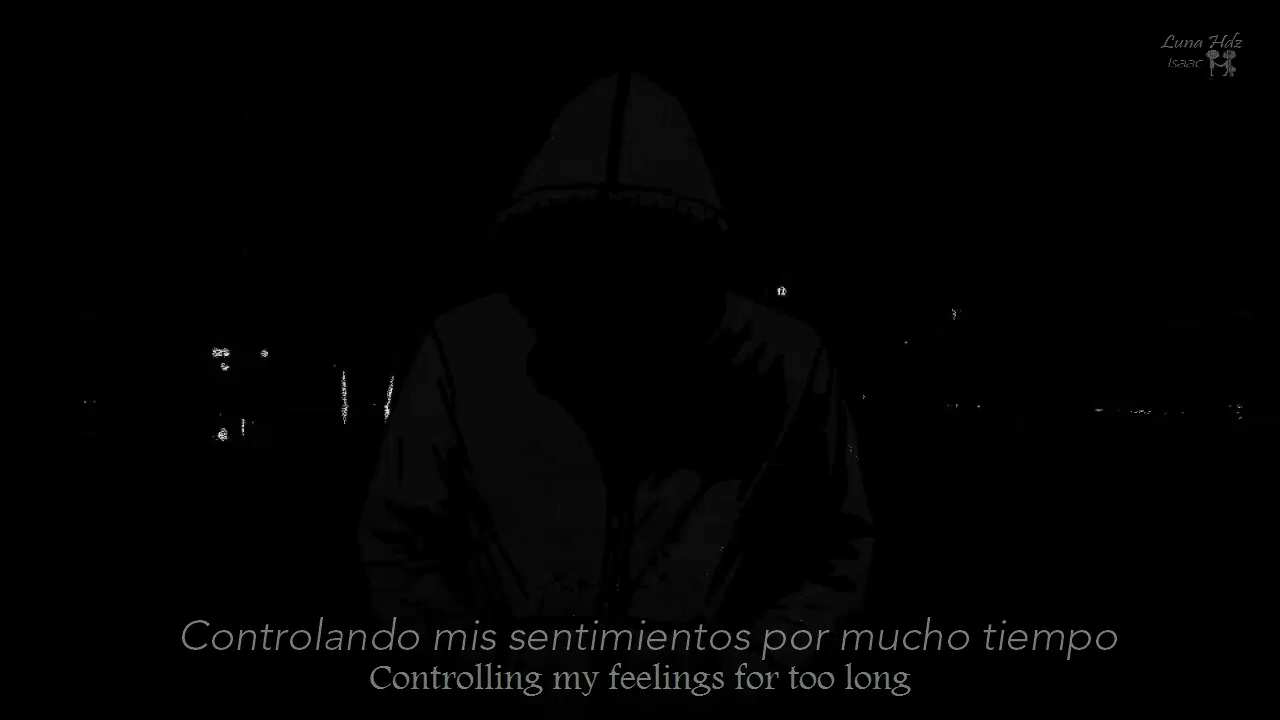 Luna Hdz
Isaac
Controlando mis sentimientos por mucho tiempo
Controlling my feelings for too long